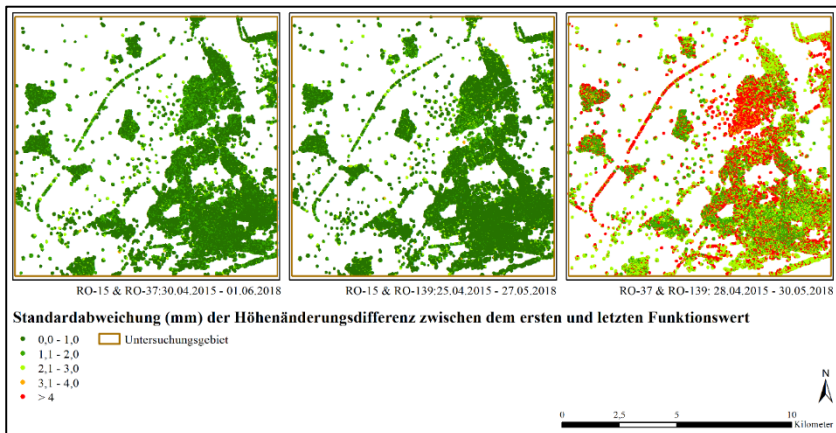 RO-15 & RO-37:30.04.2015 - 01.06.2018
RO-15 & RO-139:25.04.2015 - 27.05.2018
RO-37 & RO-139: 28.04.2015 - 30.05.2018
Standardabweichung (mm) der Höhenänderungsdifferenz zwischen dem ersten und letzten Funktionswert
0,0 - 1,0
Untersuchungsgebiet
1,1 - 2,0
2,1 - 3,0
3,1 - 4,0
> 4
N
0 2,5 5 10
Kilometer